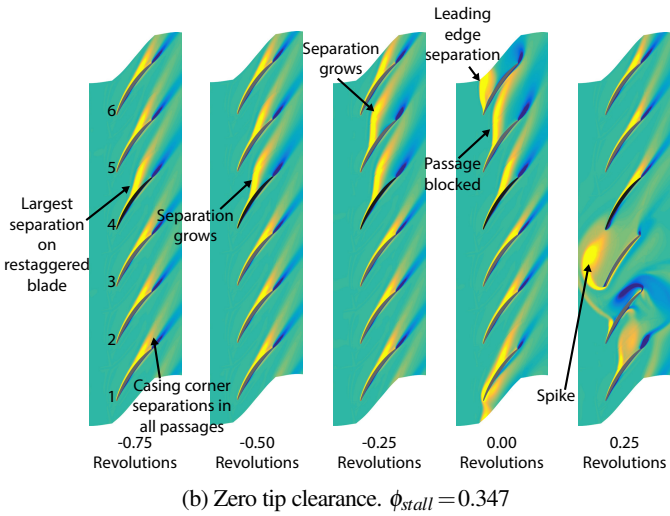 Leading
edge
separation
Separation
grows
6
5
Passage
blocked
Largest
separation
on
restaggered
blade
Separation
grows
4
3
2
Casing corner
separations in
all passages
1
Spike
-0.75
Revolutions
-0.50
Revolutions
-0.25
Revolutions
0.00
Revolutions
0.25
Revolutions
(b) Zero tip clearance. ϕstall=0.347